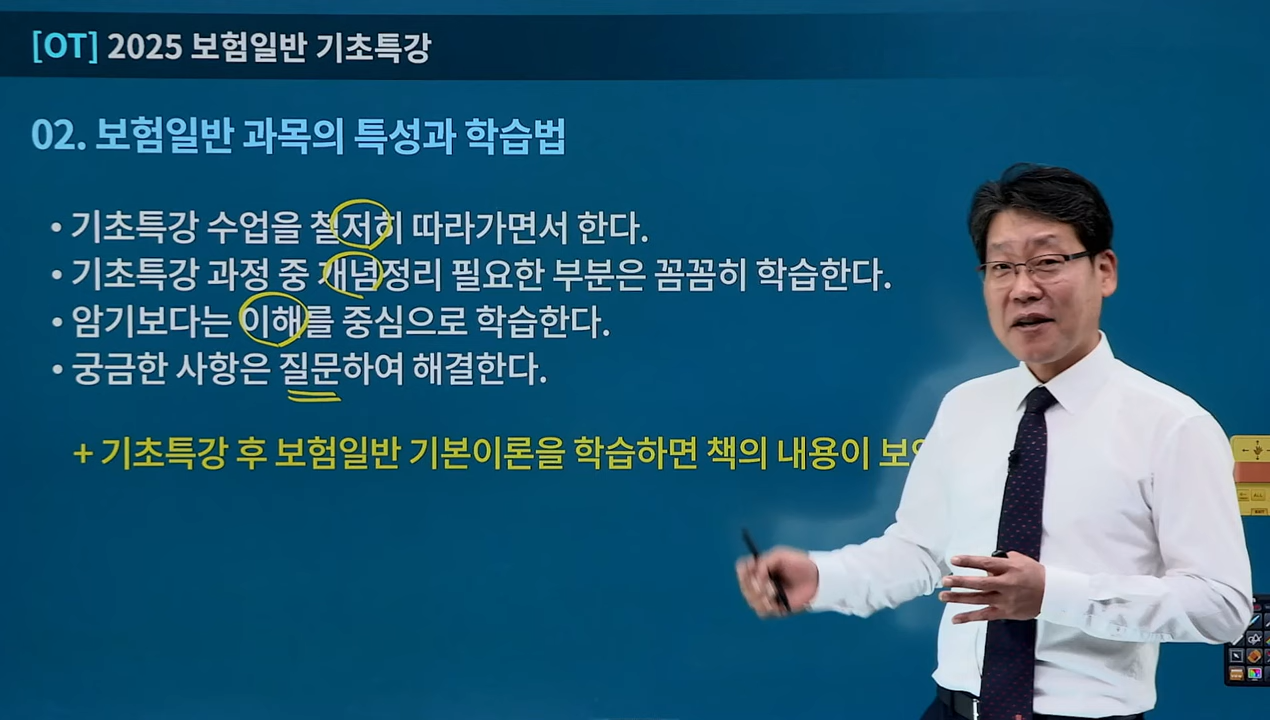 [OT] 2025 보험일반 기초특강
02. 보험일반 과목의 특성과 학습법
• 기초특강 수업을 철저히 따라가면서 한다.
• 기초특강 과정 중 개념정리 필요한 부분은 꼼꼼히 학습한다.
• 암기보다는 이해를 중심으로 학습한다.
• 궁금한 사항은 질문하여 해결한다.
+ 기초특강 후 보험일반 기본이론을 학습하면 책의 내용이